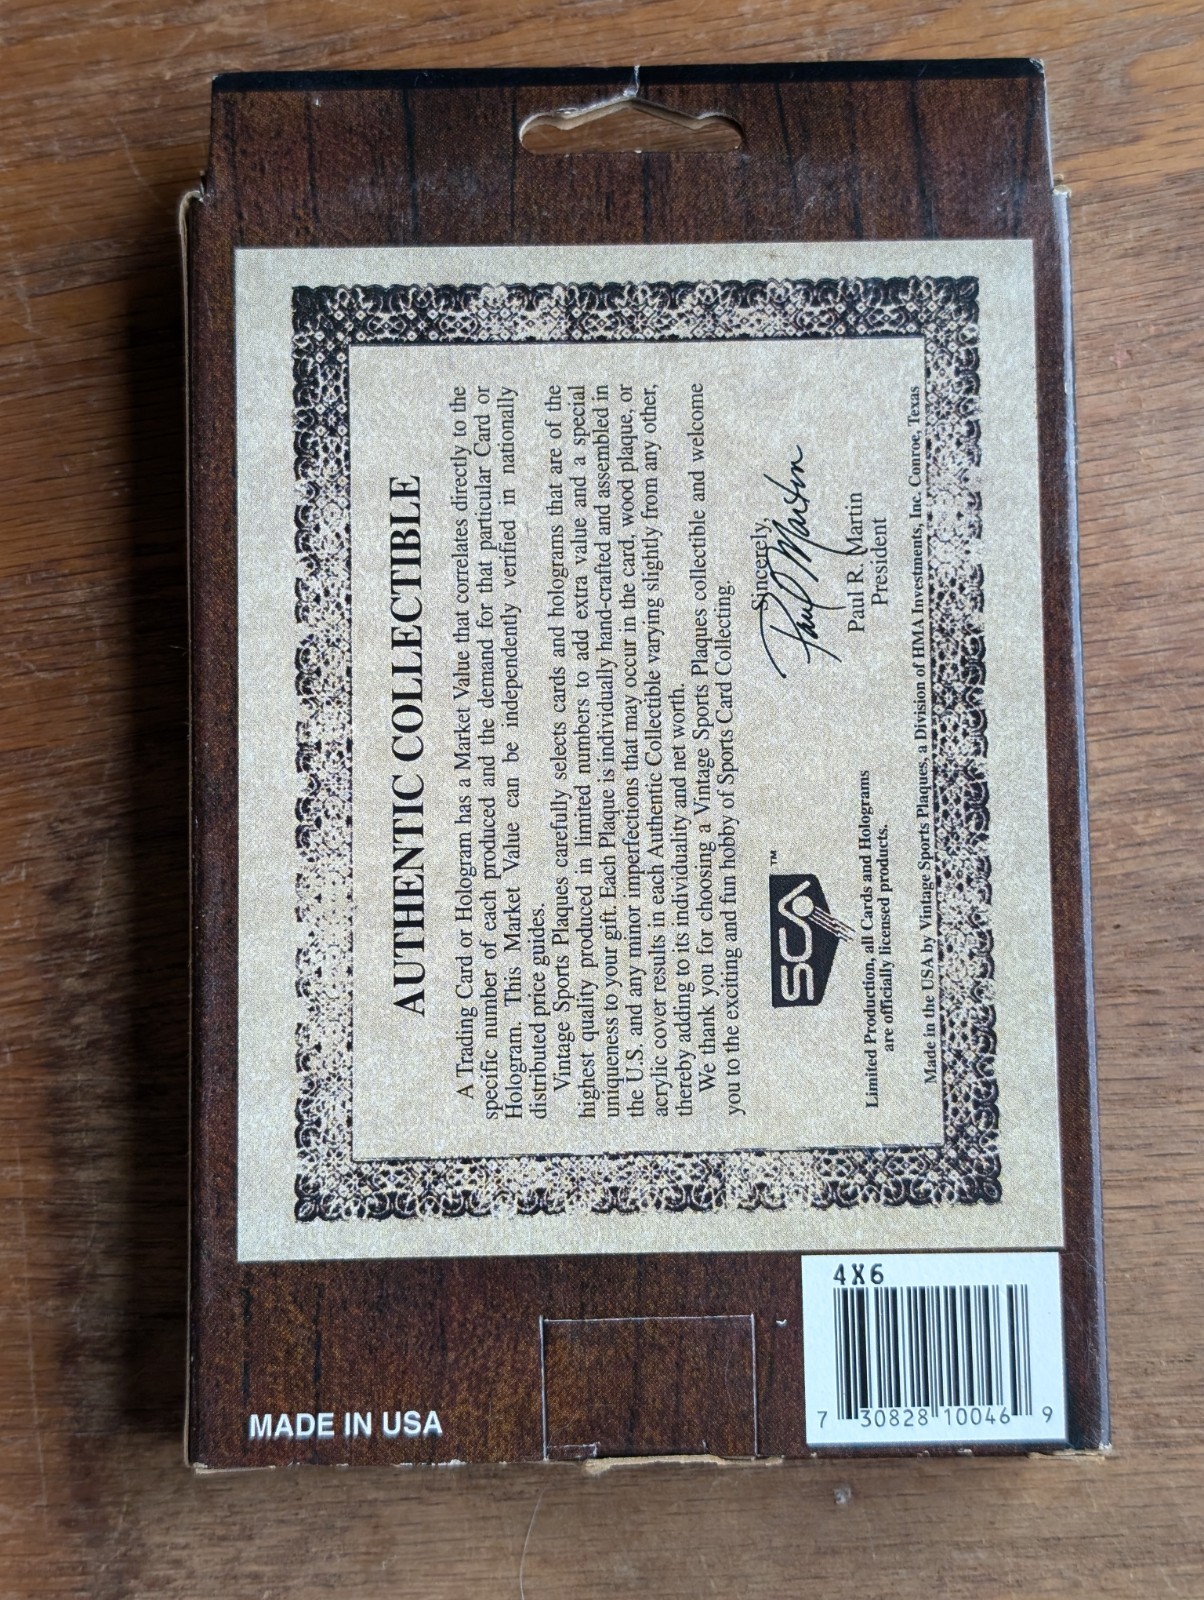 AUTHENTIC COLLECTIBLE
A Trading Card or Hologram has a Market Value that correlates directly to the
specific number of each produced and the demand for that particular Card or
Hologram. This Market Value can be independently verified in nationally
distributed price guides.
Vintage Sports Plaques carefully selects cards and holograms that are of the
highest quality produced in limited numbers to add extra value and a special
uniqueness to your gift. Each Plaque is individually hand-crafted and assembled in
the U.S. and any minor imperfections that may occur in the card, wood plaque, or
acrylic cover results in each Authentic Collectible varying slightly from any other,
thereby adding to its individuality and net worth.
We thank you for choosing a Vintage Sports Plaques collectible and welcome
you to the exciting and fun hobby of Sports Card Collecting.
Sincerely,
Paul R Martin
Paul R. Martin
President
SCA™
Limited Production, all Cards and Holograms
are officially licensed products.
Made in the USA by Vintage Sports Plaques, a Division of HMA Investments, Inc. Conroe, Texas
MADE IN USA
4X6
7 30828 10046 9